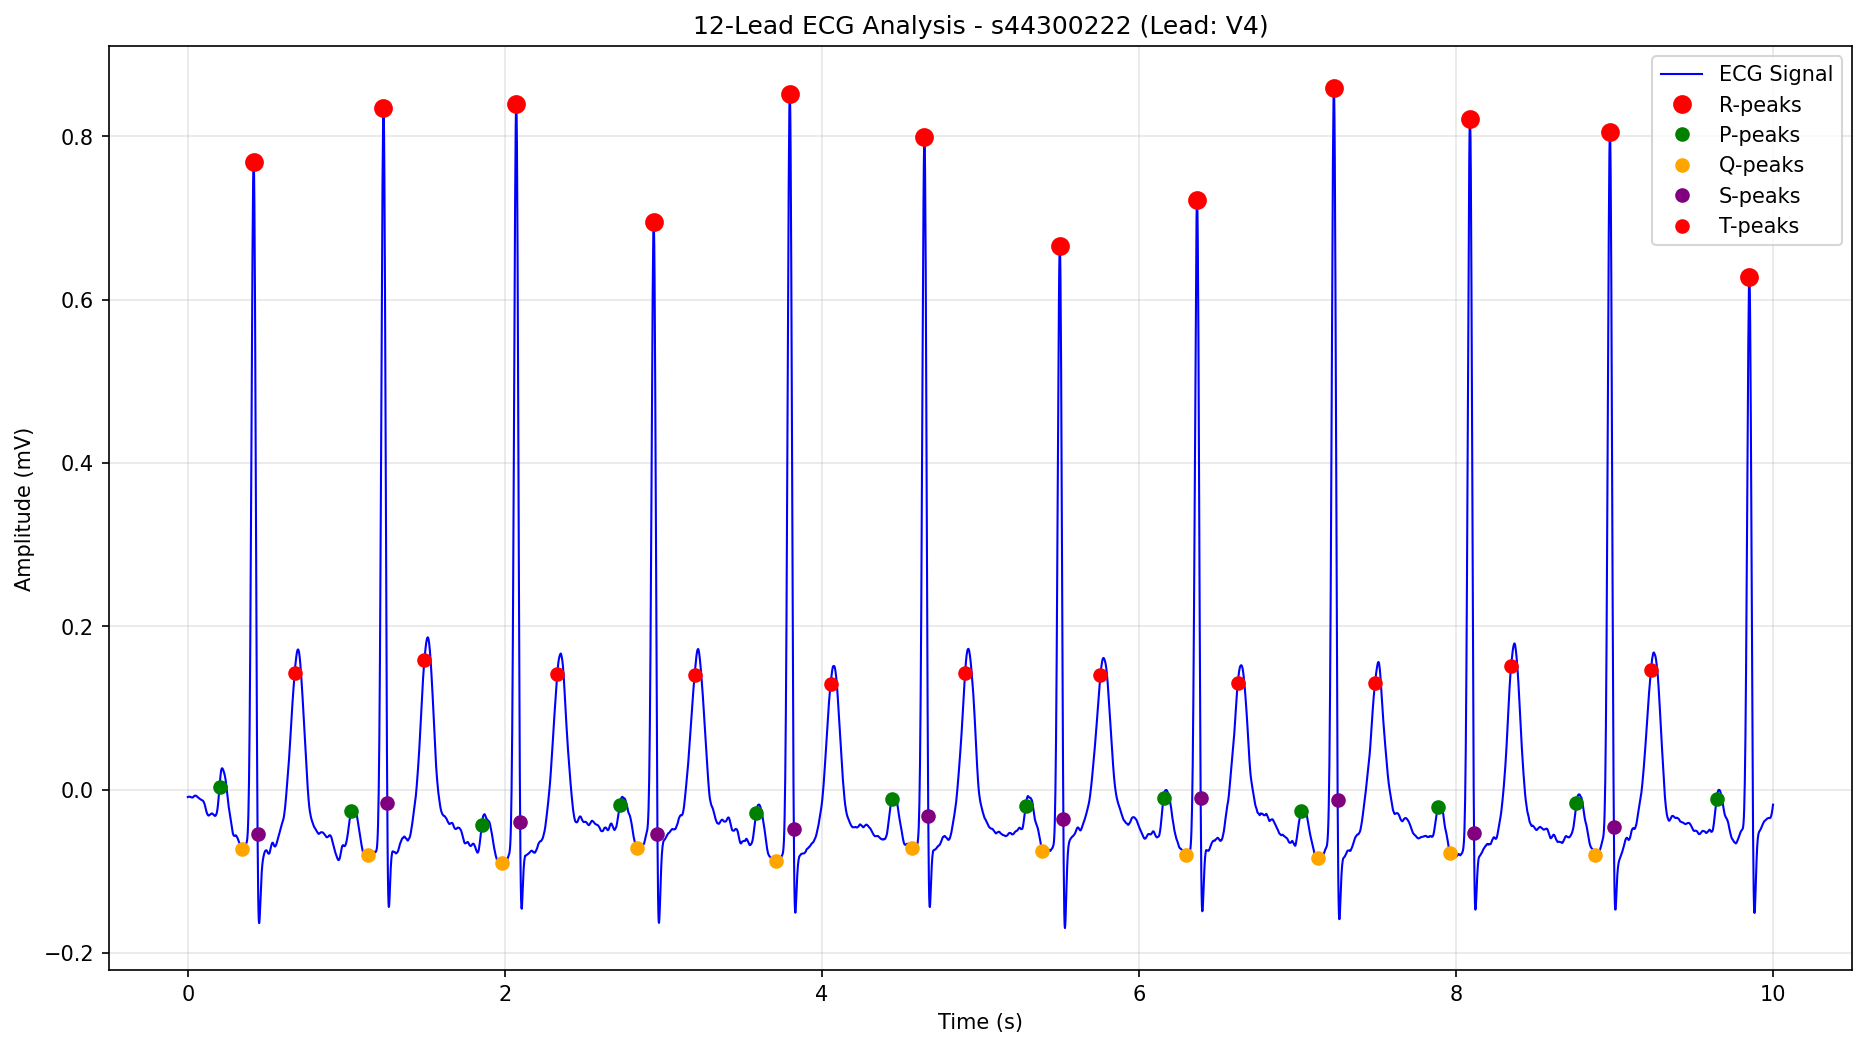 12-Lead ECG Analysis - s44300222 (Lead: V4)
ECG Signal
R-peaks
P-peaks
Q-peaks
S-peaks
T-peaks
Amplitude (mV)
0.8
0.6
0.4
0.2
0.0
−0.2
0 2 4 6 8 10
Time (s)